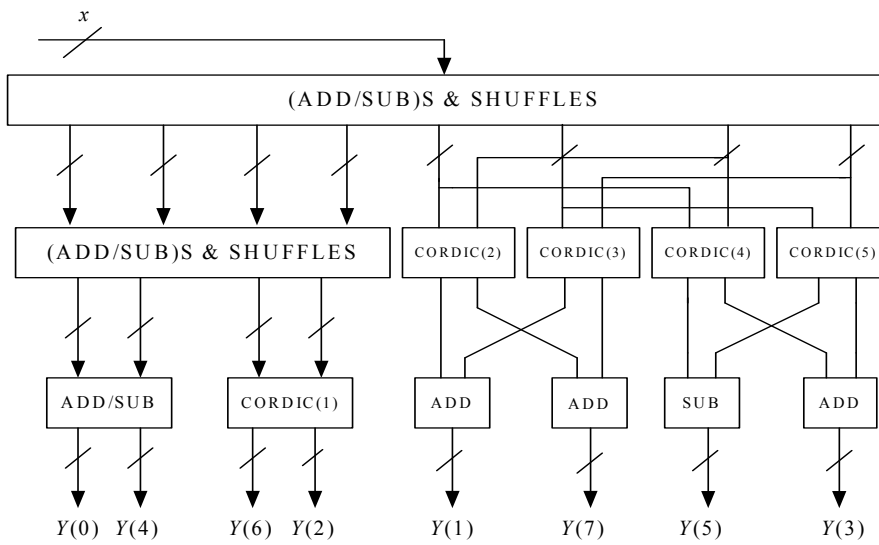 x
(ADD/SUB)S & SHUFFLES
(ADD/SUB)S & SHUFFLES
CORDIC(2)
CORDIC(3)
CORDIC(4)
CORDIC(5)
ADD/SUB
CORDIC(1)
ADD
ADD
SUB
ADD
Y(0)
Y(4)
Y(6)
Y(2)
Y(1)
Y(7)
Y(5)
Y(3)